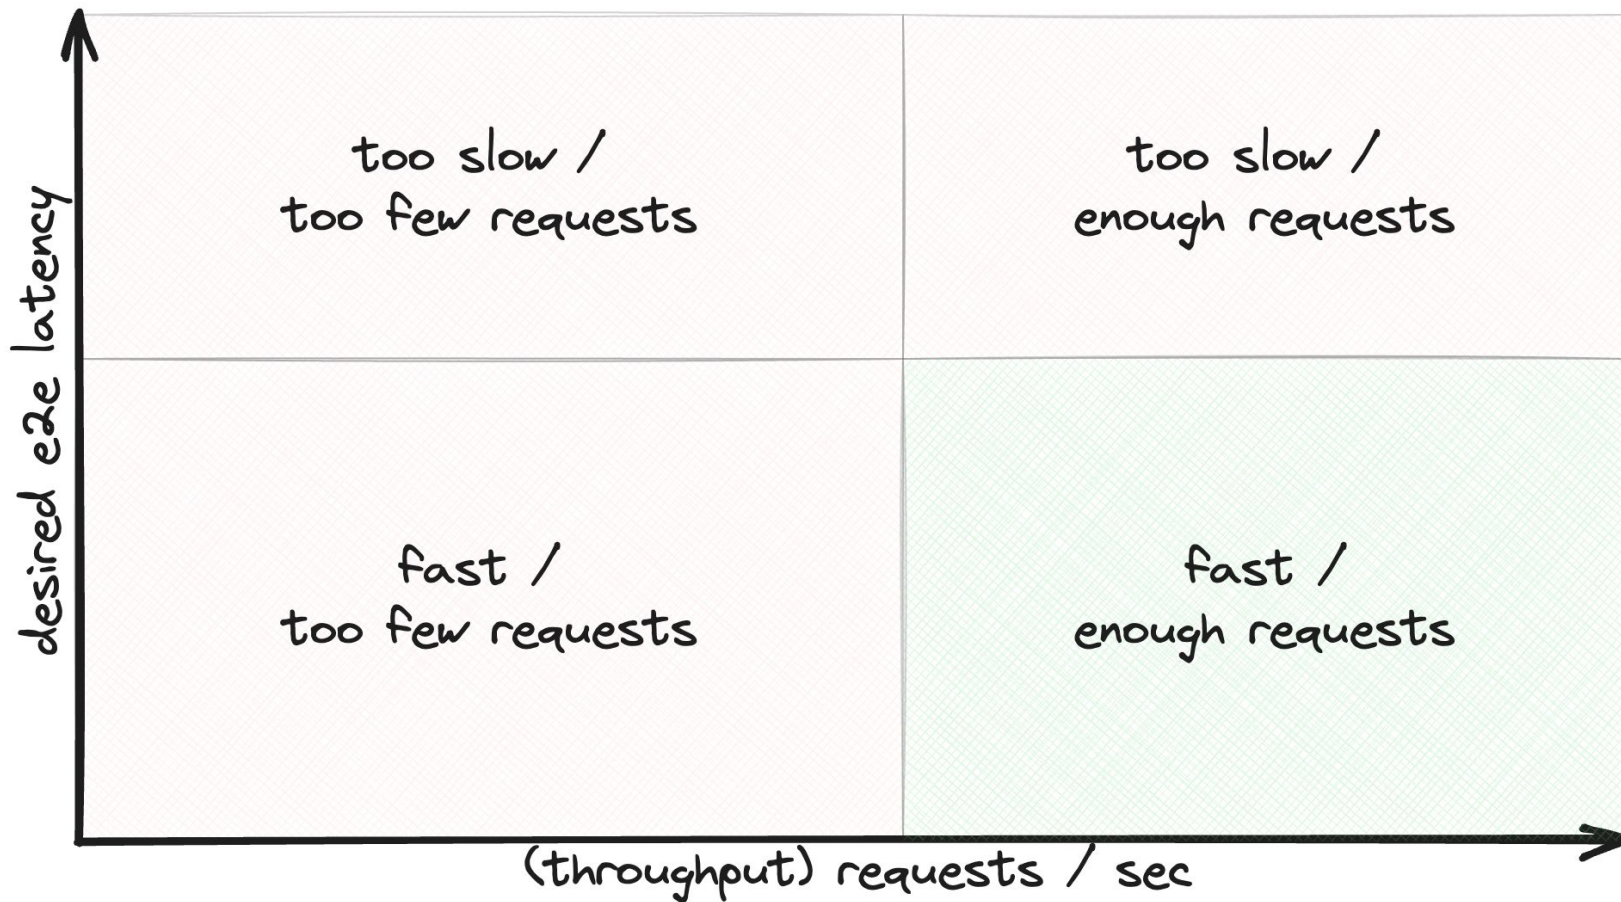 too slow /
too few requests
too slow /
enough requests
desired e2e latency
fast /
too few requests
fast /
enough requests
(throughput) requests / sec